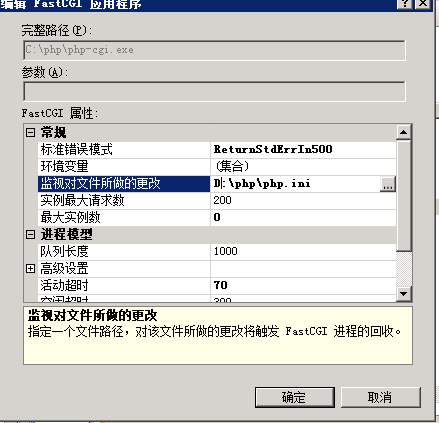 编辑 FastCGI 应用程序
完整路径(P):
C:\php\php-cgi.exe
参数(A):
FastCGI 属性:
常规
标准错误模式 ReturnStdErrIn500
环境变量 (集合)
监视对文件所做的更改 D:\php\php.ini ...
实例最大请求数 200
最大实例数 0
进程模型
队列长度 1000
高级设置
活动超时 70
空闲超时 300
监视对文件所做的更改
指定一个文件路径，对该文件所做的更改将触发 FastCGI 进程的回收。
确定 取消